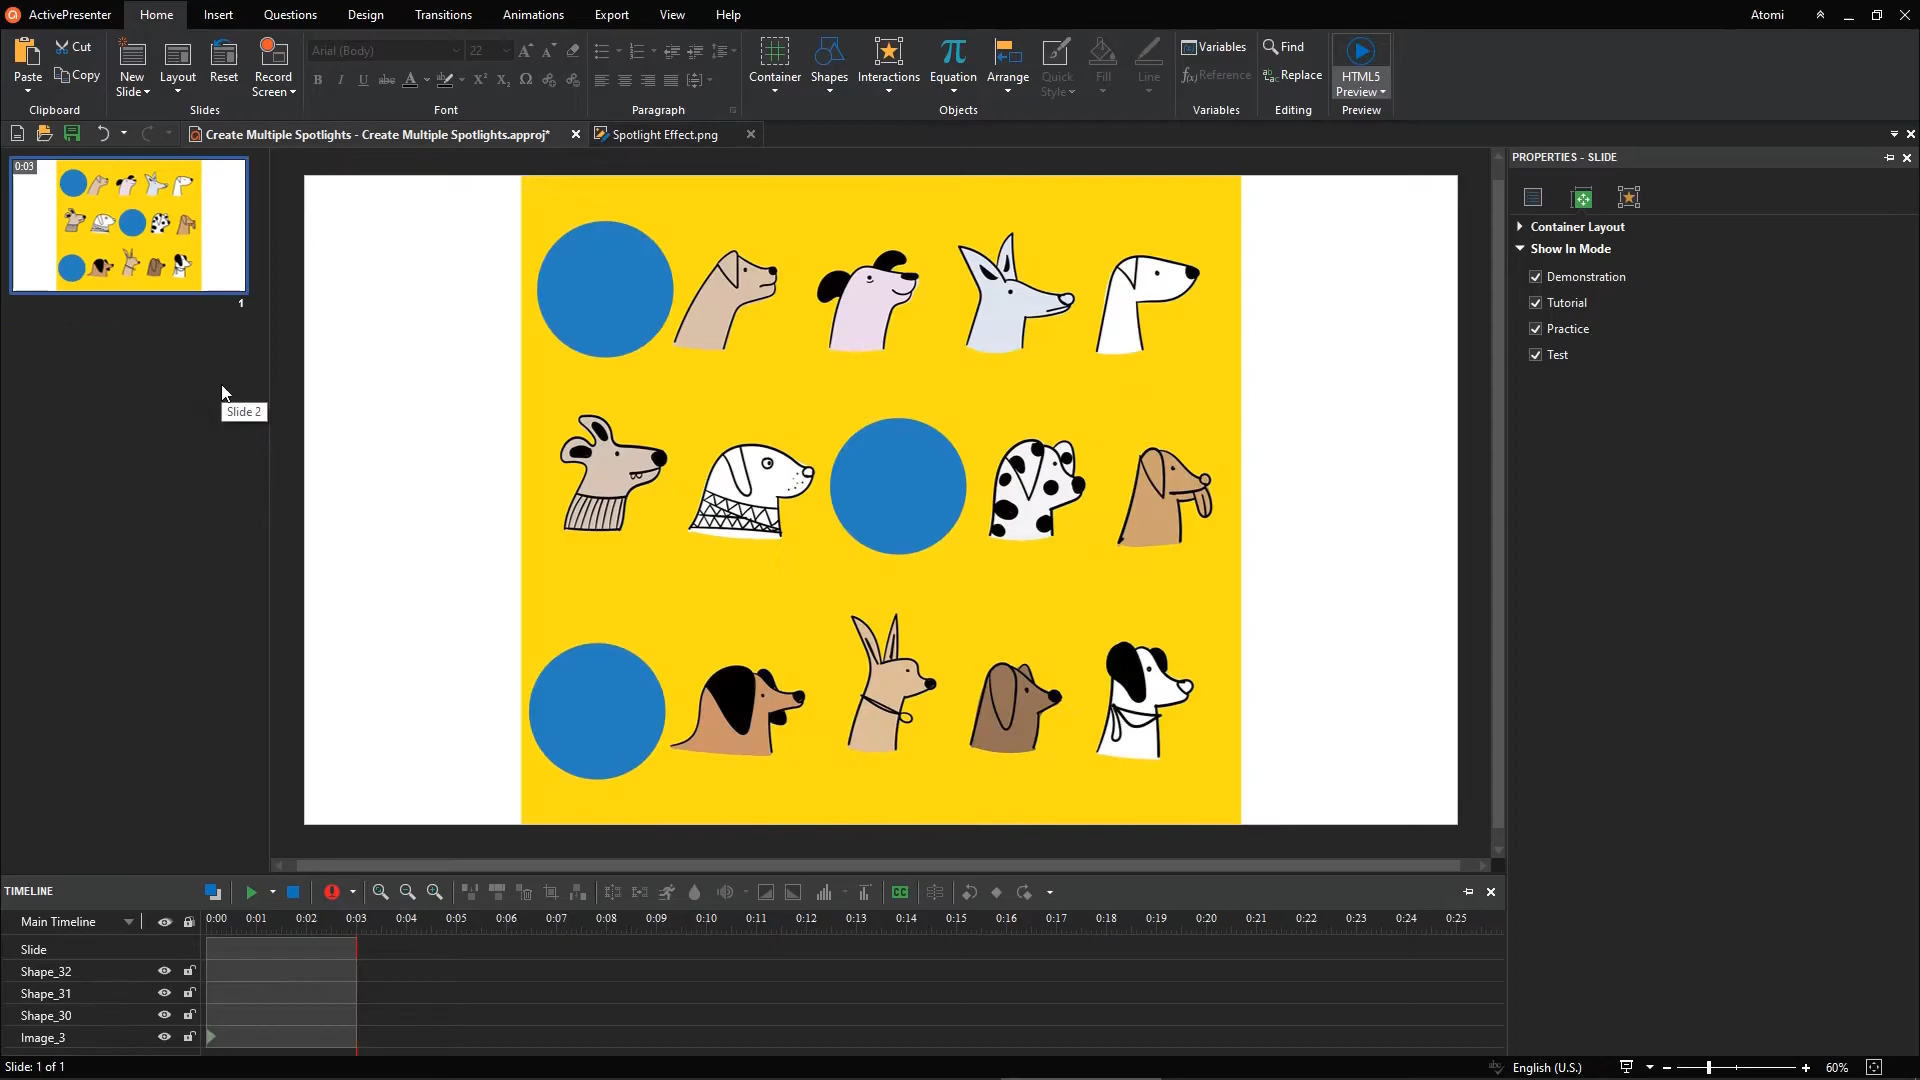 ActivePresenter Home Insert Questions Design Transitions Animations Export View Help Atomi
Paste
Cut
Copy
Clipboard
New
Slide
Layout
Reset
Record
Screen
Slides
Arial (Body) 22
Font
Paragraph
Container
Shapes
Interactions
Equation
Arrange
Quick
Style
Fill
Line
Objects
Variables
Reference
Variables
Find
Replace
Editing
HTML5
Preview
Preview
Create Multiple Spotlights - Create Multiple Spotlights.approj*
Spotlight Effect.png
0:03
1
Slide 2
PROPERTIES - SLIDE
Container Layout
Show In Mode
Demonstration
Tutorial
Practice
Test
TIMELINE
CC
Main Timeline
0:00 0:01 0:02 0:03 0:04 0:05 0:06 0:07 0:08 0:09 0:10 0:11 0:12 0:13 0:14 0:15 0:16 0:17 0:18 0:19 0:20 0:21 0:22 0:23 0:24 0:25
Slide
Shape_32
Shape_31
Shape_30
Image_3
Slide: 1 of 1
English (U.S.)
60%